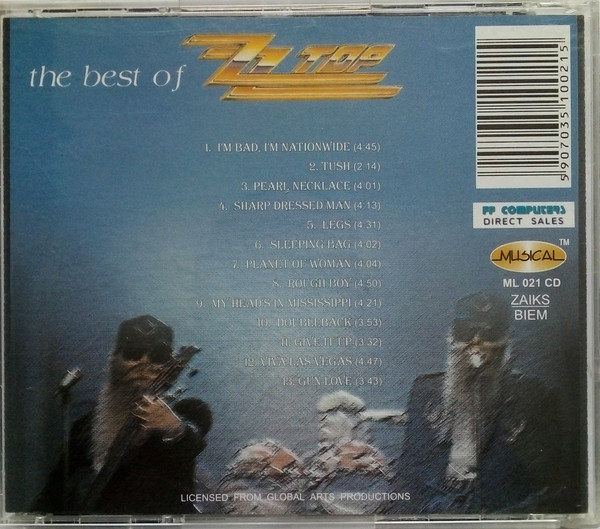 the best of ZZ TOP
1. I'M BAD, I'M NATIONWIDE (4:45)
2. TUSH (2:14)
3. PEARL NECKLACE (4:01)
4. SHARP DRESSED MAN (4:13)
5. LEGS (4:31)
6. SLEEPING BAG (4:02)
7. PLANET OF WOMAN (4:04)
8. ROUGH BOY (4:50)
9. MY HEAD'S IN MISSISSIPPI (4:21)
10. DOUBLEBACK (3:53)
11. GIVE IT UP (3:32)
12. VIVA LAS VEGAS (4:47)
13. GUN LOVE (3:43)
5 907035 100215
PP COMPUTERS
DIRECT SALES
MUSICAL TM
ML 021 CD
ZAIKS
BIEM
LICENSED FROM GLOBAL ARTS PRODUCTIONS